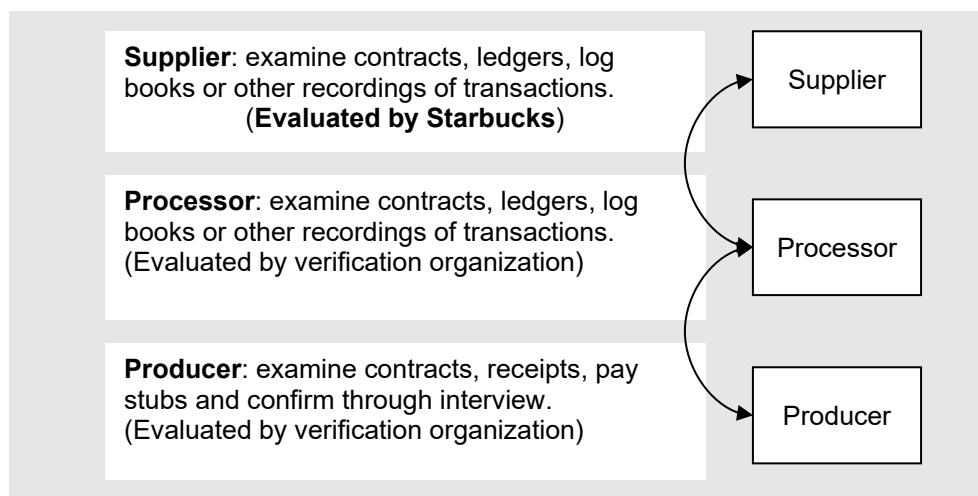 Supplier: examine contracts, ledgers, log
books or other recordings of transactions.
(Evaluated by Starbucks)
Supplier
Processor: examine contracts, ledgers, log
books or other recordings of transactions.
(Evaluated by verification organization)
Processor
Producer: examine contracts, receipts, pay
stubs and confirm through interview.
(Evaluated by verification organization)
Producer